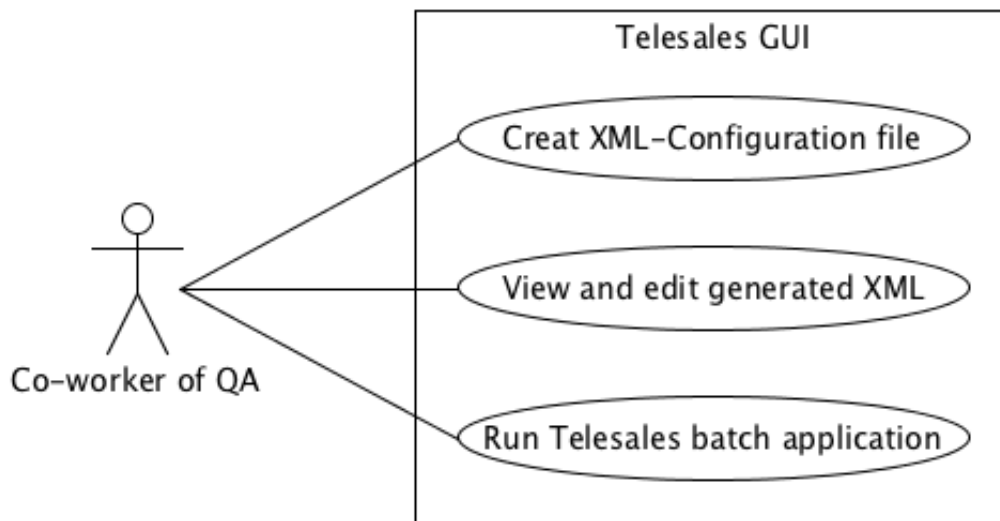 Telesales GUI
Creat XML-Configuration file
View and edit generated XML
Co-worker of QA
Run Telesales batch application